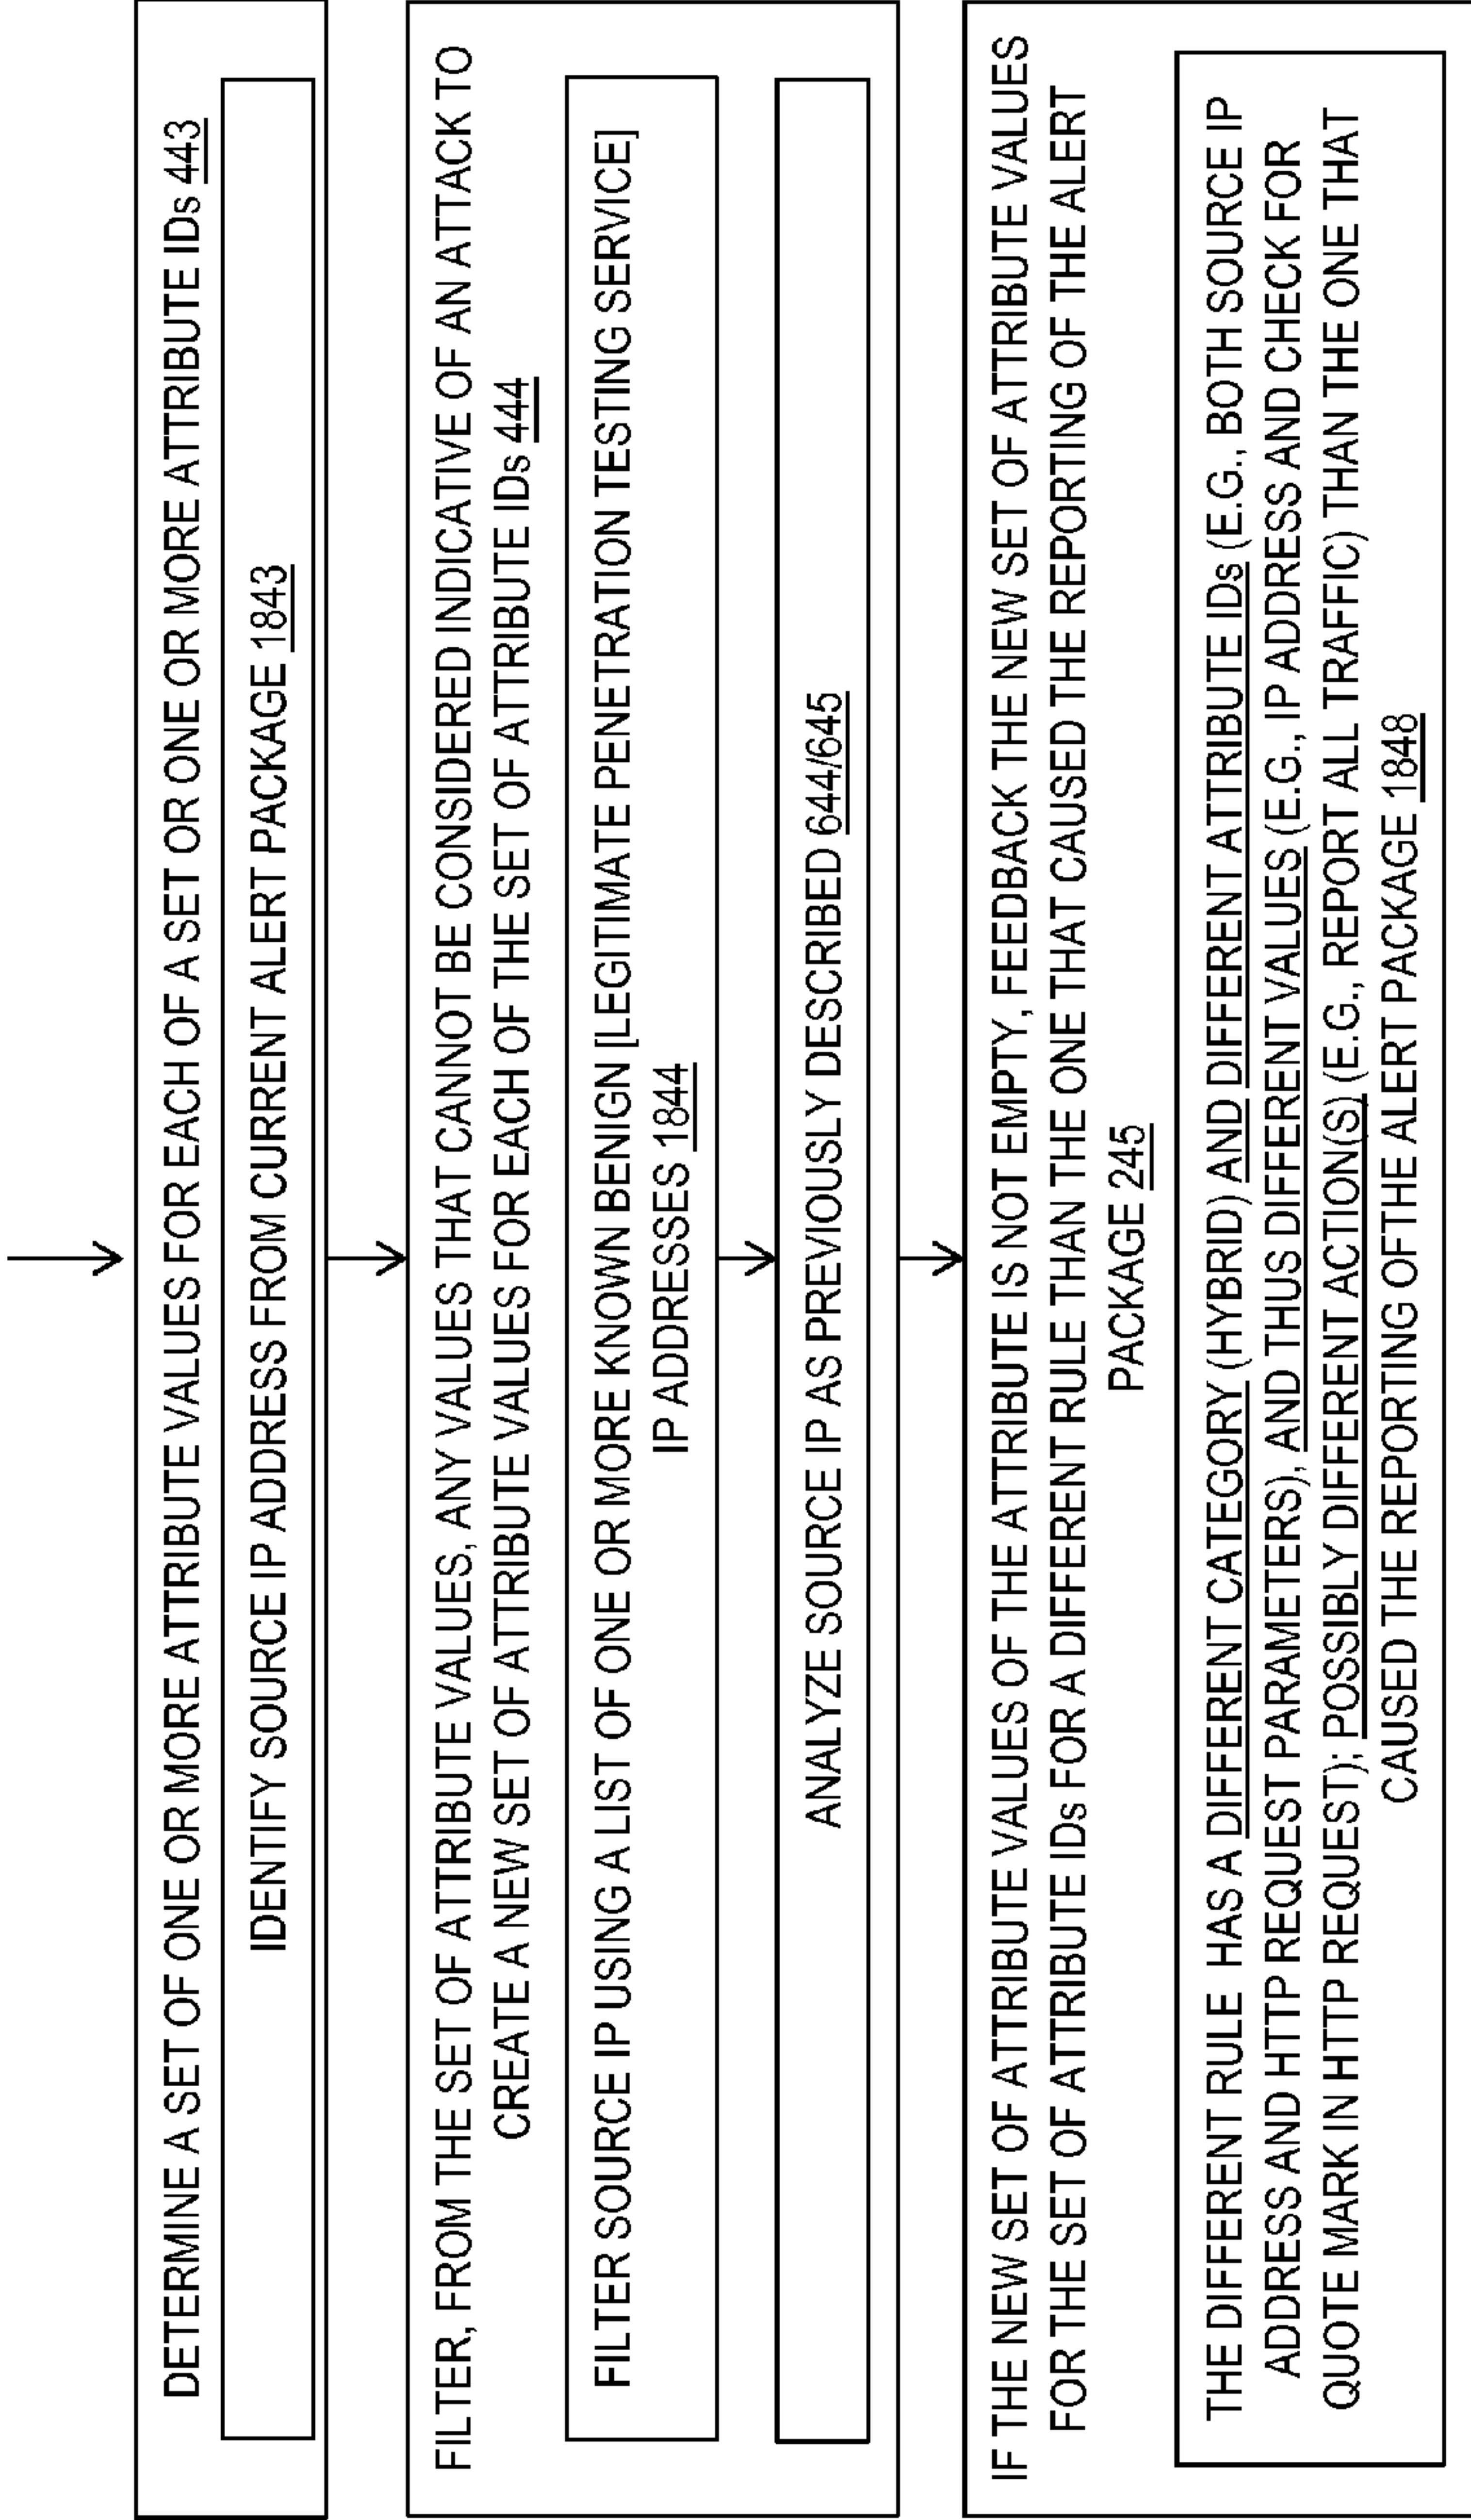 DETERMINE A SET OF ONE OR MORE ATTRIBUTE VALUES FOR EACH OF A SET OR ONE OR MORE ATTRIBUTE IDs 443
IDENTIFY SOURCE IP ADDRESS FROM CURRENT ALERT PACKAGE 1843
FILTER, FROM THE SET OF ATTRIBUTE VALUES, ANY VALUES THAT CANNOT BE CONSIDERED INDICATIVE OF AN ATTACK TO
CREATE A NEW SET OF ATTRIBUTE VALUES FOR EACH OF THE SET OF ATTRIBUTE IDs 444
FILTER SOURCE IP USING A LIST OF ONE OR MORE KNOWN BENIGN [LEGITIMATE PENETRATION TESTING SERVICE]
IP ADDRESSES 1844
ANALYZE SOURCE IP AS PREVIOUSLY DESCRIBED 644/645
IF THE NEW SET OF ATTRIBUTE VALUES OF THE ATTRIBUTE IS NOT EMPTY, FEEDBACK THE NEW SET OF ATTRIBUTE VALUES
FOR THE SET OF ATTRIBUTE IDs FOR A DIFFERENT RULE THAN THE ONE THAT CAUSED THE REPORTING OF THE ALERT
PACKAGE 245
THE DIFFERENT RULE HAS A DIFFERENT CATEGORY (HYBRID) AND DIFFERENT ATTRIBUTE IDs (E.G., BOTH SOURCE IP
ADDRESS AND HTTP REQUEST PARAMETERS), AND THUS DIFFERENT VALUES (E.G., IP ADDRESS AND CHECK FOR
QUOTE MARK IN HTTP REQUEST); POSSIBLY DIFFERENT ACTION(S) (E.G., REPORT ALL TRAFFIC) THAN THE ONE THAT
CAUSED THE REPORTING OFTHE ALERT PACKAGE 1848